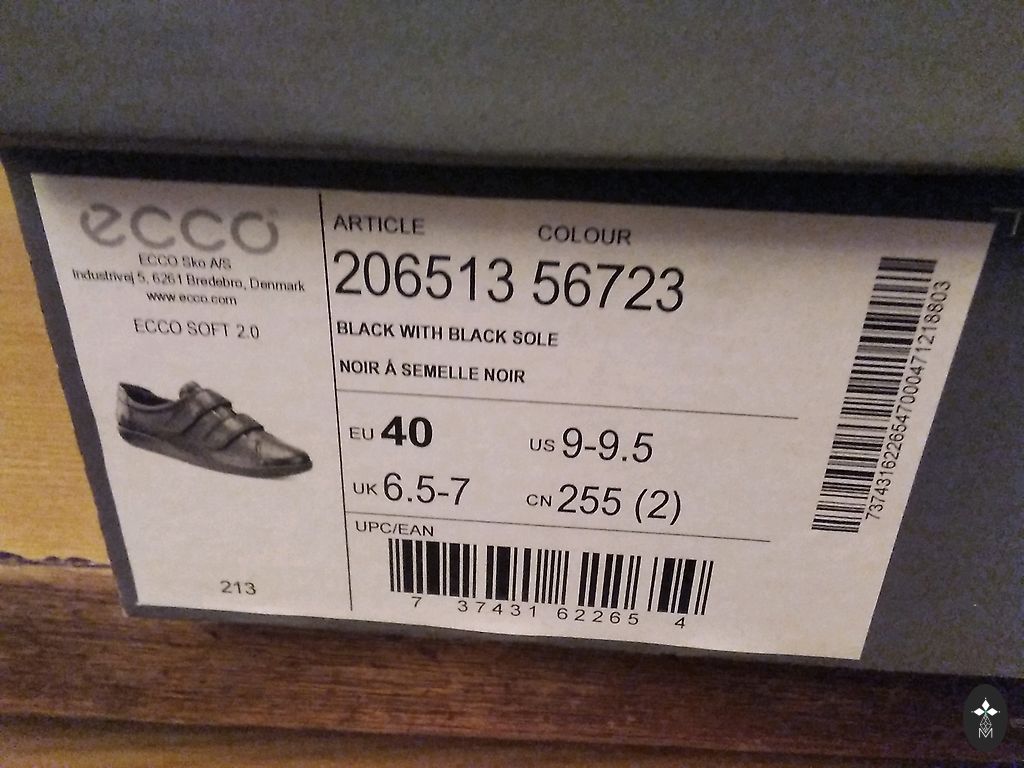 ecco
ECCO Sko A/S
Industrivej 5, 6261 Bredebro, Denmark
www.ecco.com
ECCO SOFT 2.0
213
ARTICLE COLOUR
206513 56723
BLACK WITH BLACK SOLE
NOIR Á SEMELLE NOIR
EU 40 US 9-9.5
UK 6.5-7 CN 255 (2)
UPC/EAN
7 37431 62265 4
737431622654700047121 8803
M